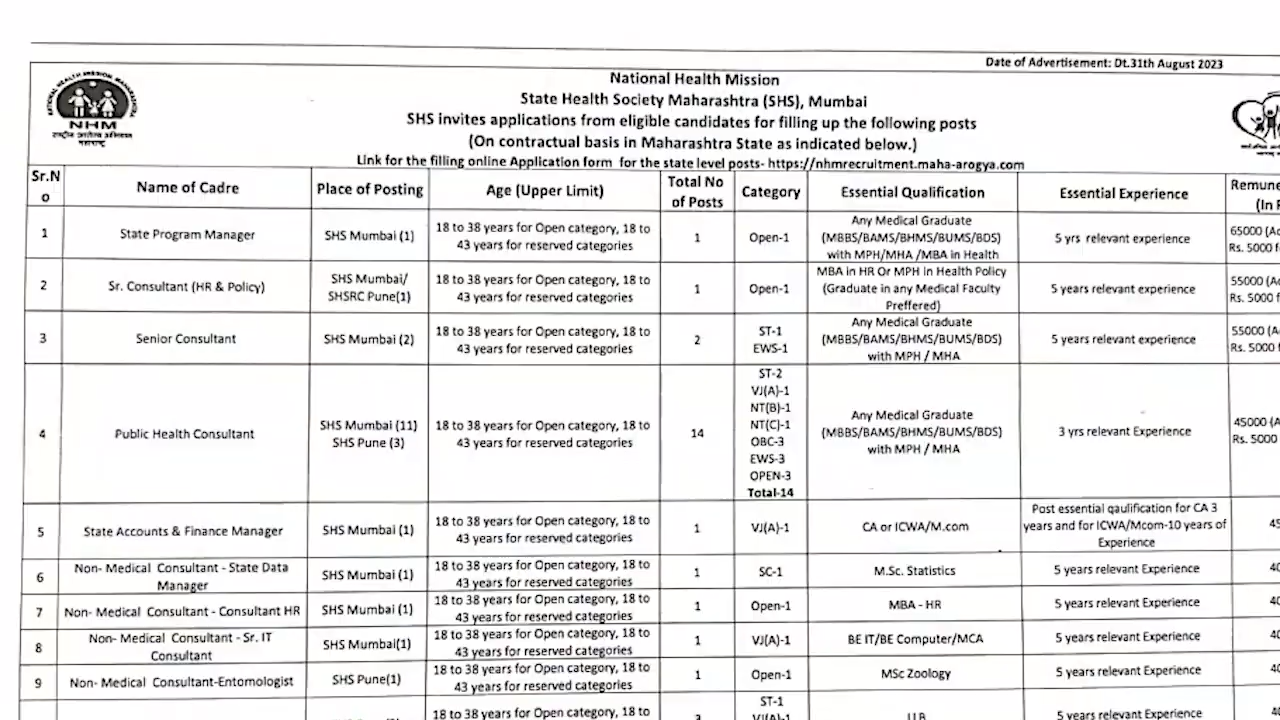 Date of Advertisement: Dt.31th August 2023
National Health Mission
State Health Society Maharashtra (SHS), Mumbai
SHS invites applications from eligible candidates for filling up the following posts
(On contractual basis in Maharashtra State as indicated below.)
Link for the filling online Application form for the state level posts- https://nhmrecruitment.maha-arogya.com
NATIONAL HEALTH MISSION MAHARASHTRA
NHM
राष्ट्रीय आरोग्य अभियान
महाराष्ट्र
Sr.No Name of Cadre Place of Posting Age (Upper Limit) Total No of Posts Category Essential Qualification Essential Experience Remune (In R
1 State Program Manager SHS Mumbai (1) 18 to 38 years for Open category, 18 to 43 years for reserved categories 1 Open-1 Any Medical Graduate (MBBS/BAMS/BHMS/BUMS/BDS) with MPH/MHA /MBA in Health 5 yrs relevant experience 65000 (Ad Rs. 5000 f
2 Sr. Consultant (HR & Policy) SHS Mumbai/ SHSRC Pune(1) 18 to 38 years for Open category, 18 to 43 years for reserved categories 1 Open-1 MBA in HR Or MPH in Health Policy (Graduate in any Medical Faculty Preffered) 5 years relevant experience 55000 (Ad Rs. 5000 f
3 Senior Consultant SHS Mumbai (2) 18 to 38 years for Open category, 18 to 43 years for reserved categories 2 ST-1 EWS-1 Any Medical Graduate (MBBS/BAMS/BHMS/BUMS/BDS) with MPH / MHA 5 years relevant experience 55000 (Ad Rs. 5000 f
4 Public Health Consultant SHS Mumbai (11) SHS Pune (3) 18 to 38 years for Open category, 18 to 43 years for reserved categories 14 ST-2 VJ(A)-1 NT(B)-1 NT(C)-1 OBC-3 EWS-3 OPEN-3 Total-14 Any Medical Graduate (MBBS/BAMS/BHMS/BUMS/BDS) with MPH / MHA 3 yrs relevant Experience 45000 (A Rs. 5000
5 State Accounts & Finance Manager SHS Mumbai (1) 18 to 38 years for Open category, 18 to 43 years for reserved categories 1 VJ(A)-1 CA or ICWA/M.com Post essential qaulification for CA 3 years and for ICWA/Mcom-10 years of Experience 45
6 Non- Medical Consultant - State Data Manager SHS Mumbai (1) 18 to 38 years for Open category, 18 to 43 years for reserved categories 1 SC-1 M.Sc. Statistics 5 years relevant Experience 40
7 Non- Medical Consultant - Consultant HR SHS Mumbai (1) 18 to 38 years for Open category, 18 to 43 years for reserved categories 1 Open-1 MBA - HR 5 years relevant Experience 40
8 Non- Medical Consultant - Sr. IT Consultant SHS Mumbai(1) 18 to 38 years for Open category, 18 to 43 years for reserved categories 1 VJ(A)-1 BE IT/BE Computer/MCA 5 years relevant Experience 40
9 Non- Medical Consultant-Entomologist SHS Pune(1) 18 to 38 years for Open category, 18 to 43 years for reserved categories 1 Open-1 MSc Zoology 5 years relevant Experience 40
18 to 38 years for Open category, 18 to 3 ST-1 VJ(A)-1 LLB 5 years relevant Experience 40